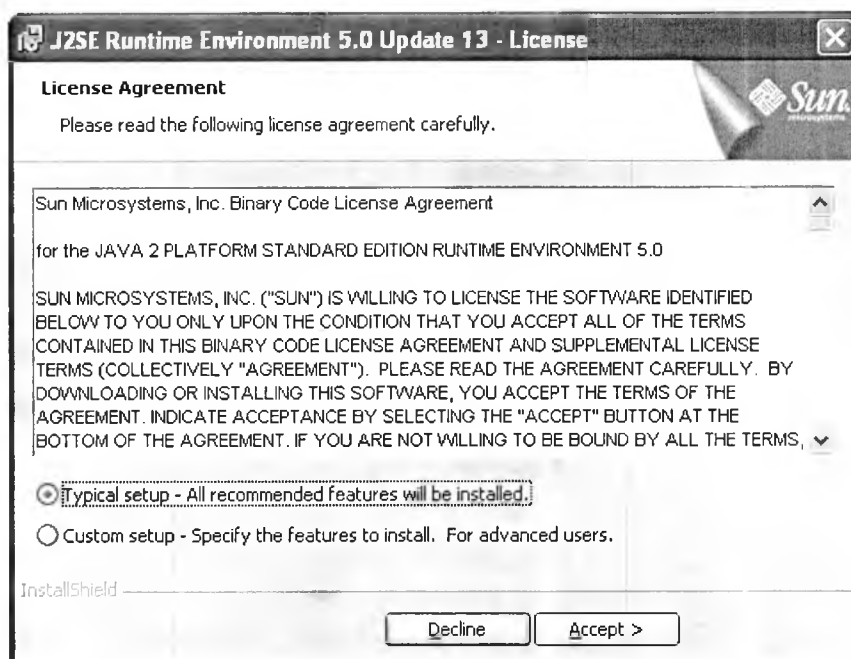 J2SE Runtime Environment 5.0 Update 13 - License
License Agreement
Please read the following license agreement carefully.
Sun
microsystems
Sun Microsystems, Inc. Binary Code License Agreement
for the JAVA 2 PLATFORM STANDARD EDITION RUNTIME ENVIRONMENT 5.0
SUN MICROSYSTEMS, INC. ("SUN") IS WILLING TO LICENSE THE SOFTWARE IDENTIFIED
BELOW TO YOU ONLY UPON THE CONDITION THAT YOU ACCEPT ALL OF THE TERMS
CONTAINED IN THIS BINARY CODE LICENSE AGREEMENT AND SUPPLEMENTAL LICENSE
TERMS (COLLECTIVELY "AGREEMENT").  PLEASE READ THE AGREEMENT CAREFULLY.  BY
DOWNLOADING OR INSTALLING THIS SOFTWARE, YOU ACCEPT THE TERMS OF THE
AGREEMENT. INDICATE ACCEPTANCE BY SELECTING THE "ACCEPT" BUTTON AT THE
BOTTOM OF THE AGREEMENT. IF YOU ARE NOT WILLING TO BE BOUND BY ALL THE TERMS,
Typical setup - All recommended features will be installed.
Custom setup - Specify the features to install.  For advanced users.
InstallShield
Decline
Accept >